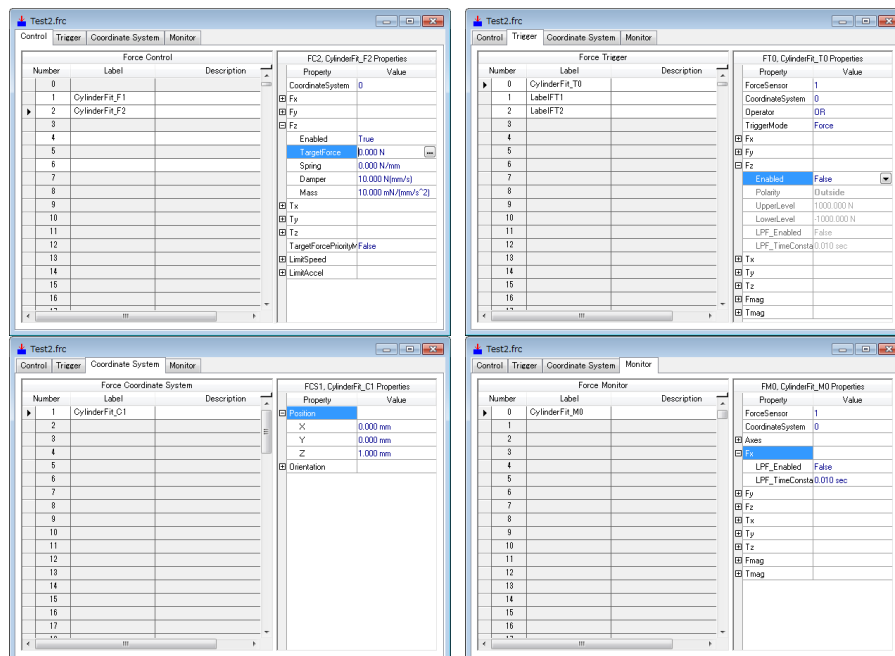 Test2.frc
Control Trigger Coordinate System Monitor
Force Control
Number Label Description
0
1 CylinderFit_F1
2 CylinderFit_F2
3
4
5
6
7
8
9
10
11
12
13
14
15
16
FC2, CylinderFit_F2 Properties
Property Value
CoordinateSystem 0
Fx
Fy
Fz
Enabled True
TargetForce 0.000 N ...
Spring 0.000 N/mm
Damper 10.000 N(mm/s)
Mass 10.000 mN/(mm/s^2)
Tx
Ty
Tz
TargetForcePriorityM False
LimitSpeed
LimitAccel
Test2.frc
Control Trigger Coordinate System Monitor
Force Trigger
Number Label Description
0 CylinderFit_T0
1 LabelFT1
2 LabelFT2
3
4
5
6
7
8
9
10
11
12
13
14
15
16
FT0, CylinderFit_T0 Properties
Property Value
ForceSensor 1
CoordinateSystem 0
Operator OR
TriggerMode Force
Fx
Fy
Fz
Enabled False
Polarity Outside
UpperLevel 1000.000 N
LowerLevel -1000.000 N
LPF_Enabled False
LPF_TimeConsta 0.010 sec
Tx
Ty
Tz
Fmag
Tmag
Test2.frc
Control Trigger Coordinate System Monitor
Force Coordinate System
Number Label Description
1 CylinderFit_C1
2
3
4
5
6
7
8
9
10
11
12
13
14
15
16
17
FCS1, CylinderFit_C1 Properties
Property Value
Position
X 0.000 mm
Y 0.000 mm
Z 1.000 mm
Orientation
Test2.frc
Control Trigger Coordinate System Monitor
Force Monitor
Number Label Description
0 CylinderFit_M0
1
2
3
4
5
6
7
8
9
10
11
12
13
14
15
16
FM0, CylinderFit_M0 Properties
Property Value
ForceSensor 1
CoordinateSystem 0
Axes
Fx
LPF_Enabled False
LPF_TimeConsta 0.010 sec
Fy
Fz
Tx
Ty
Tz
Fmag
Tmag